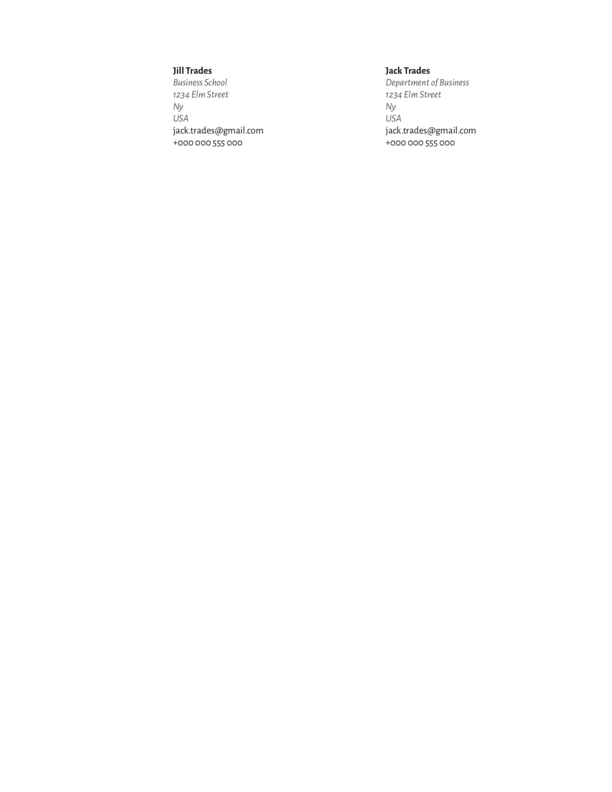 Jill Trades
Business School
1234 Elm Street
Ny
USA
jack.trades@gmail.com
+000 000 555 000
Jack Trades
Department of Business
1234 Elm Street
Ny
USA
jack.trades@gmail.com
+000 000 555 000